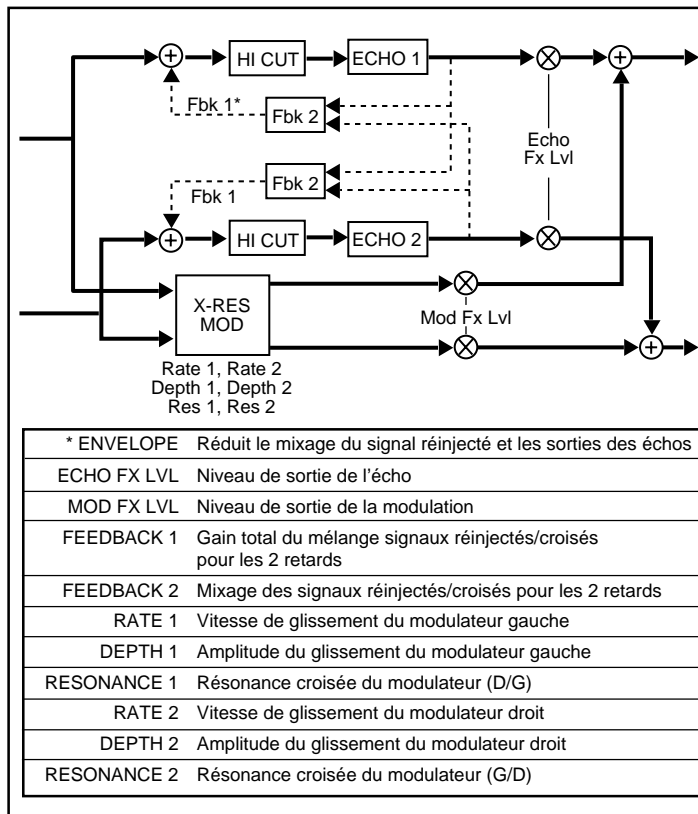 HI CUT
ECHO 1
Fbk 1*
Fbk 2
Echo
Fx Lvl
Fbk 2
Fbk 1
HI CUT
ECHO 2
X-RES
MOD
Mod Fx Lvl
Rate 1, Rate 2
Depth 1, Depth 2
Res 1, Res 2
* ENVELOPE Réduit le mixage du signal réinjecté et les sorties des échos
ECHO FX LVL Niveau de sortie de l’écho
MOD FX LVL Niveau de sortie de la modulation
FEEDBACK 1 Gain total du mélange signaux réinjectés/croisés
pour les 2 retards
FEEDBACK 2 Mixage des signaux réinjectés/croisés pour les 2 retards
RATE 1 Vitesse de glissement du modulateur gauche
DEPTH 1 Amplitude du glissement du modulateur gauche
RESONANCE 1 Résonance croisée du modulateur (D/G)
RATE 2 Vitesse de glissement du modulateur droit
DEPTH 2 Amplitude du glissement du modulateur droit
RESONANCE 2 Résonance croisée du modulateur (G/D)